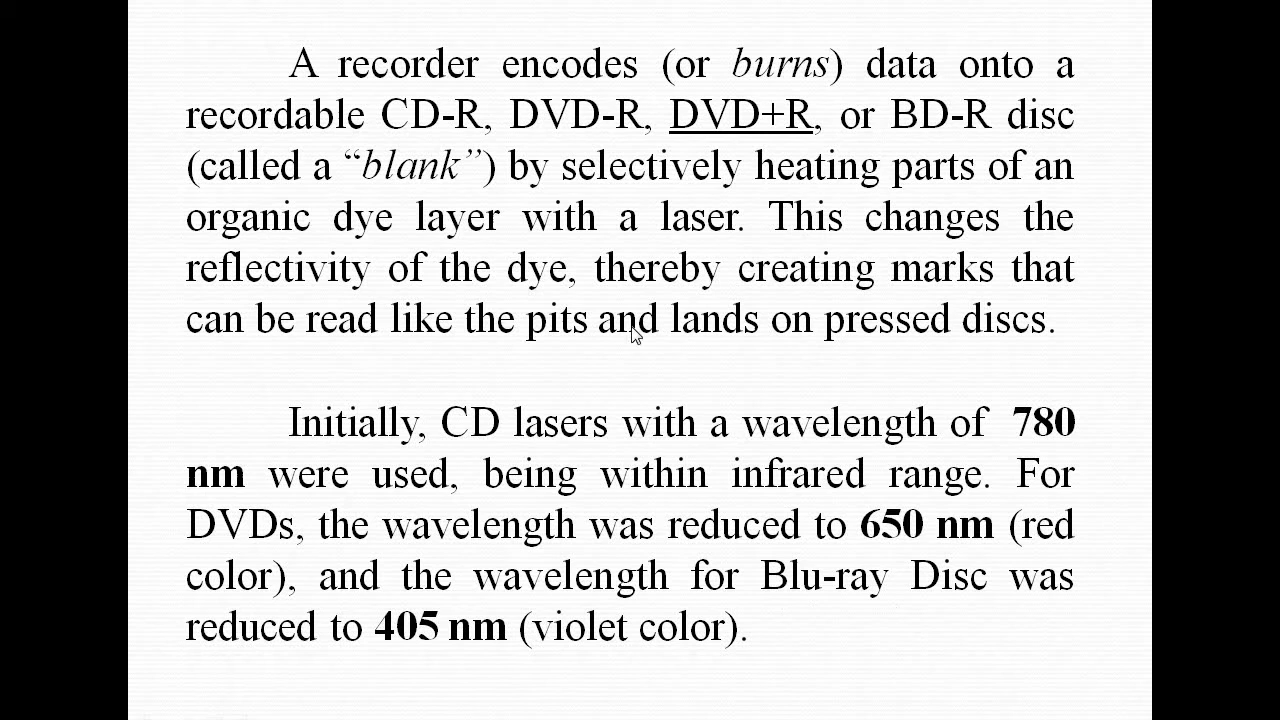 A recorder encodes (or burns) data onto a
recordable CD-R, DVD-R, DVD+R, or BD-R disc
(called a “blank”) by selectively heating parts of an
organic dye layer with a laser. This changes the
reflectivity of the dye, thereby creating marks that
can be read like the pits and lands on pressed discs.
Initially, CD lasers with a wavelength of 780
nm were used, being within infrared range. For
DVDs, the wavelength was reduced to 650 nm (red
color), and the wavelength for Blu-ray Disc was
reduced to 405 nm (violet color).